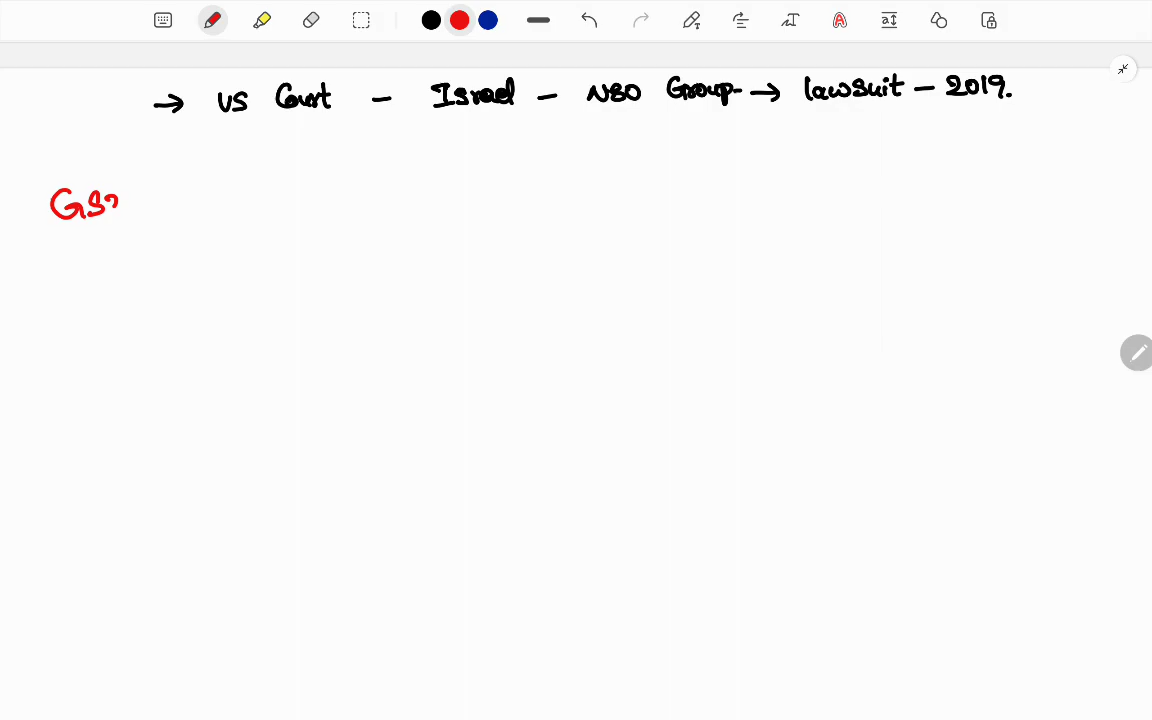 → US Court - Israel - NSO Group → lawsuit - 2019.
GS